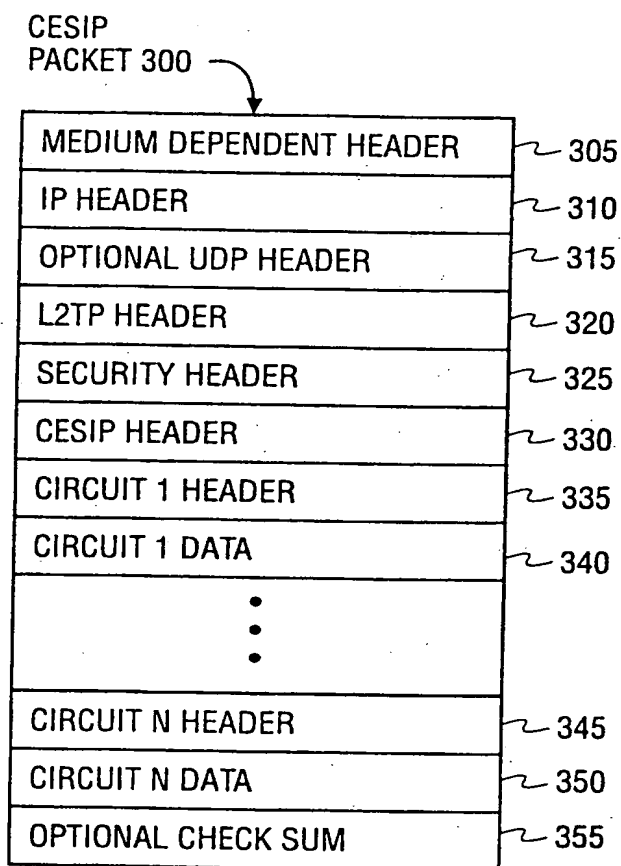 CESIP
PACKET 300
MEDIUM DEPENDENT HEADER 305
IP HEADER 310
OPTIONAL UDP HEADER 315
L2TP HEADER 320
SECURITY HEADER 325
CESIP HEADER 330
CIRCUIT 1 HEADER 335
CIRCUIT 1 DATA 340
CIRCUIT N HEADER 345
CIRCUIT N DATA 350
OPTIONAL CHECK SUM 355